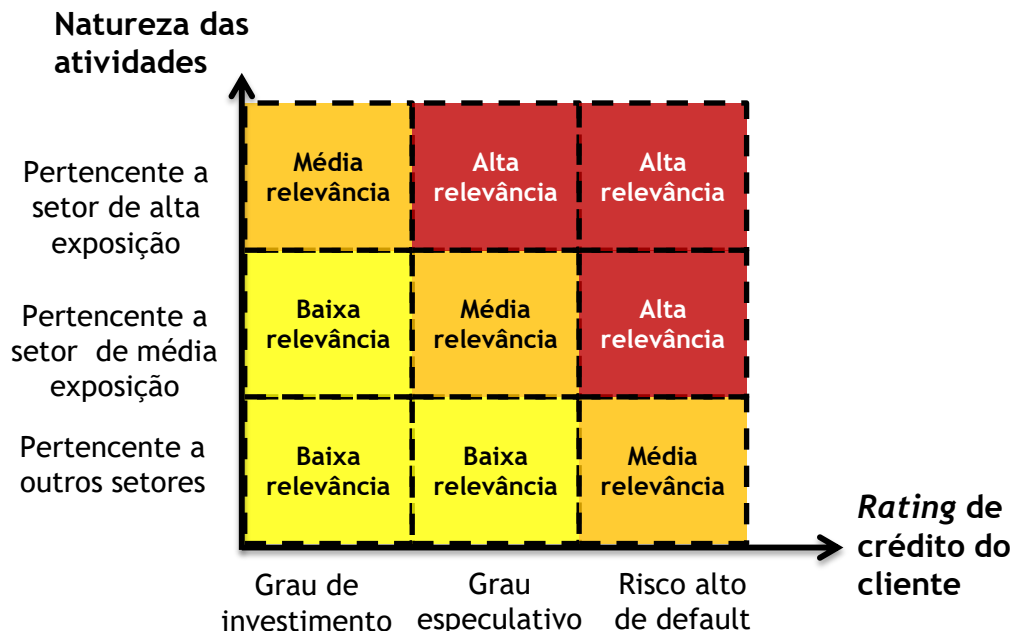 Natureza das
atividades
Pertencente a
setor de alta
exposição
Média
relevância
Alta
relevância
Alta
relevância
Pertencente a
setor de média
exposição
Baixa
relevância
Média
relevância
Alta
relevância
Pertencente a
outros setores
Baixa
relevância
Baixa
relevância
Média
relevância
Rating de
crédito do
cliente
Grau de
investimento
Grau
especulativo
Risco alto
de default